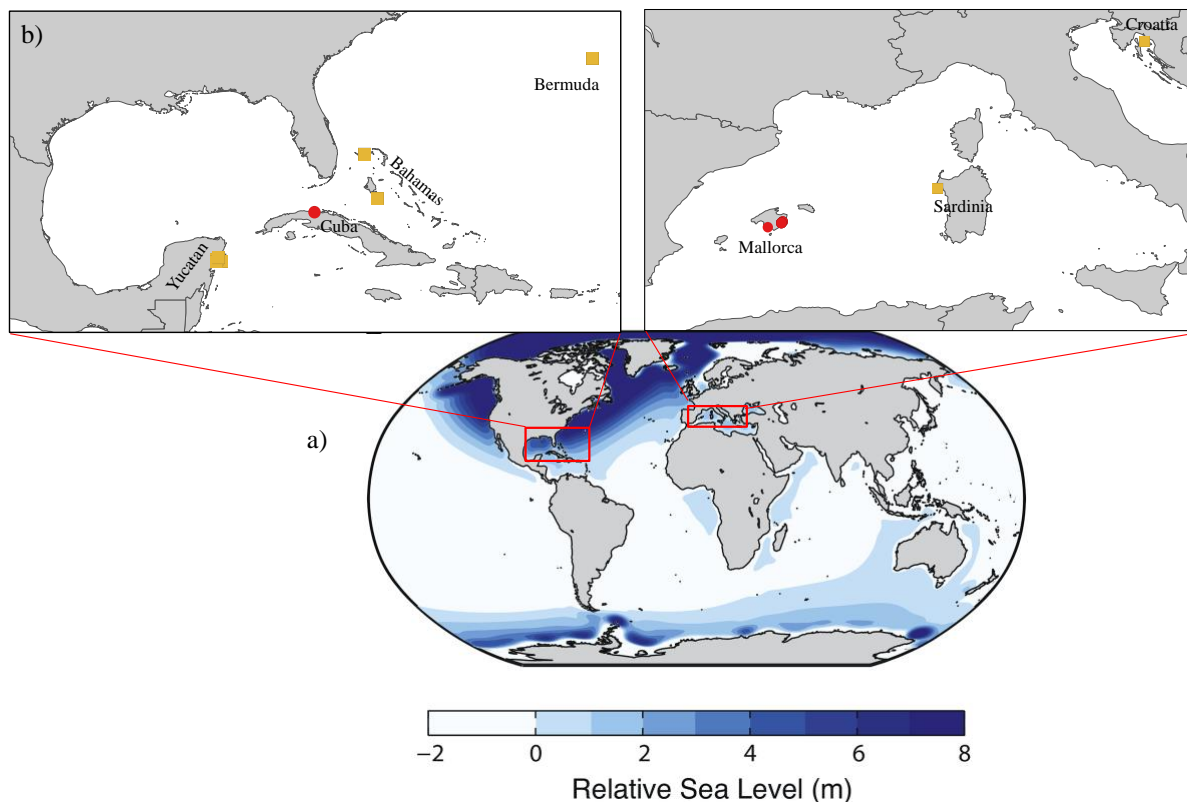 b)
Bermuda
Bahamas
Cuba
Yucatan
Croatia
Sardinia
Mallorca
a)
−2 0 2 4 6 8
Relative Sea Level (m)